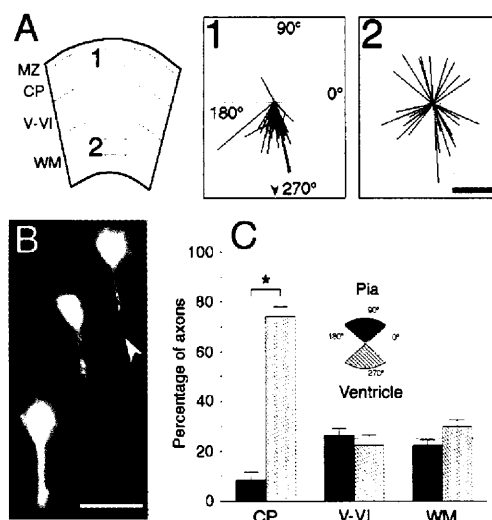 A
MZ
CP
V-VI
WM
1
2
1
90°
0°
180°
270°
2
B
C
Percentage of axons
100
80
60
40
20
0
*
Pia
90°
180°
0°
270°
Ventricle
CP
V-VI
WM